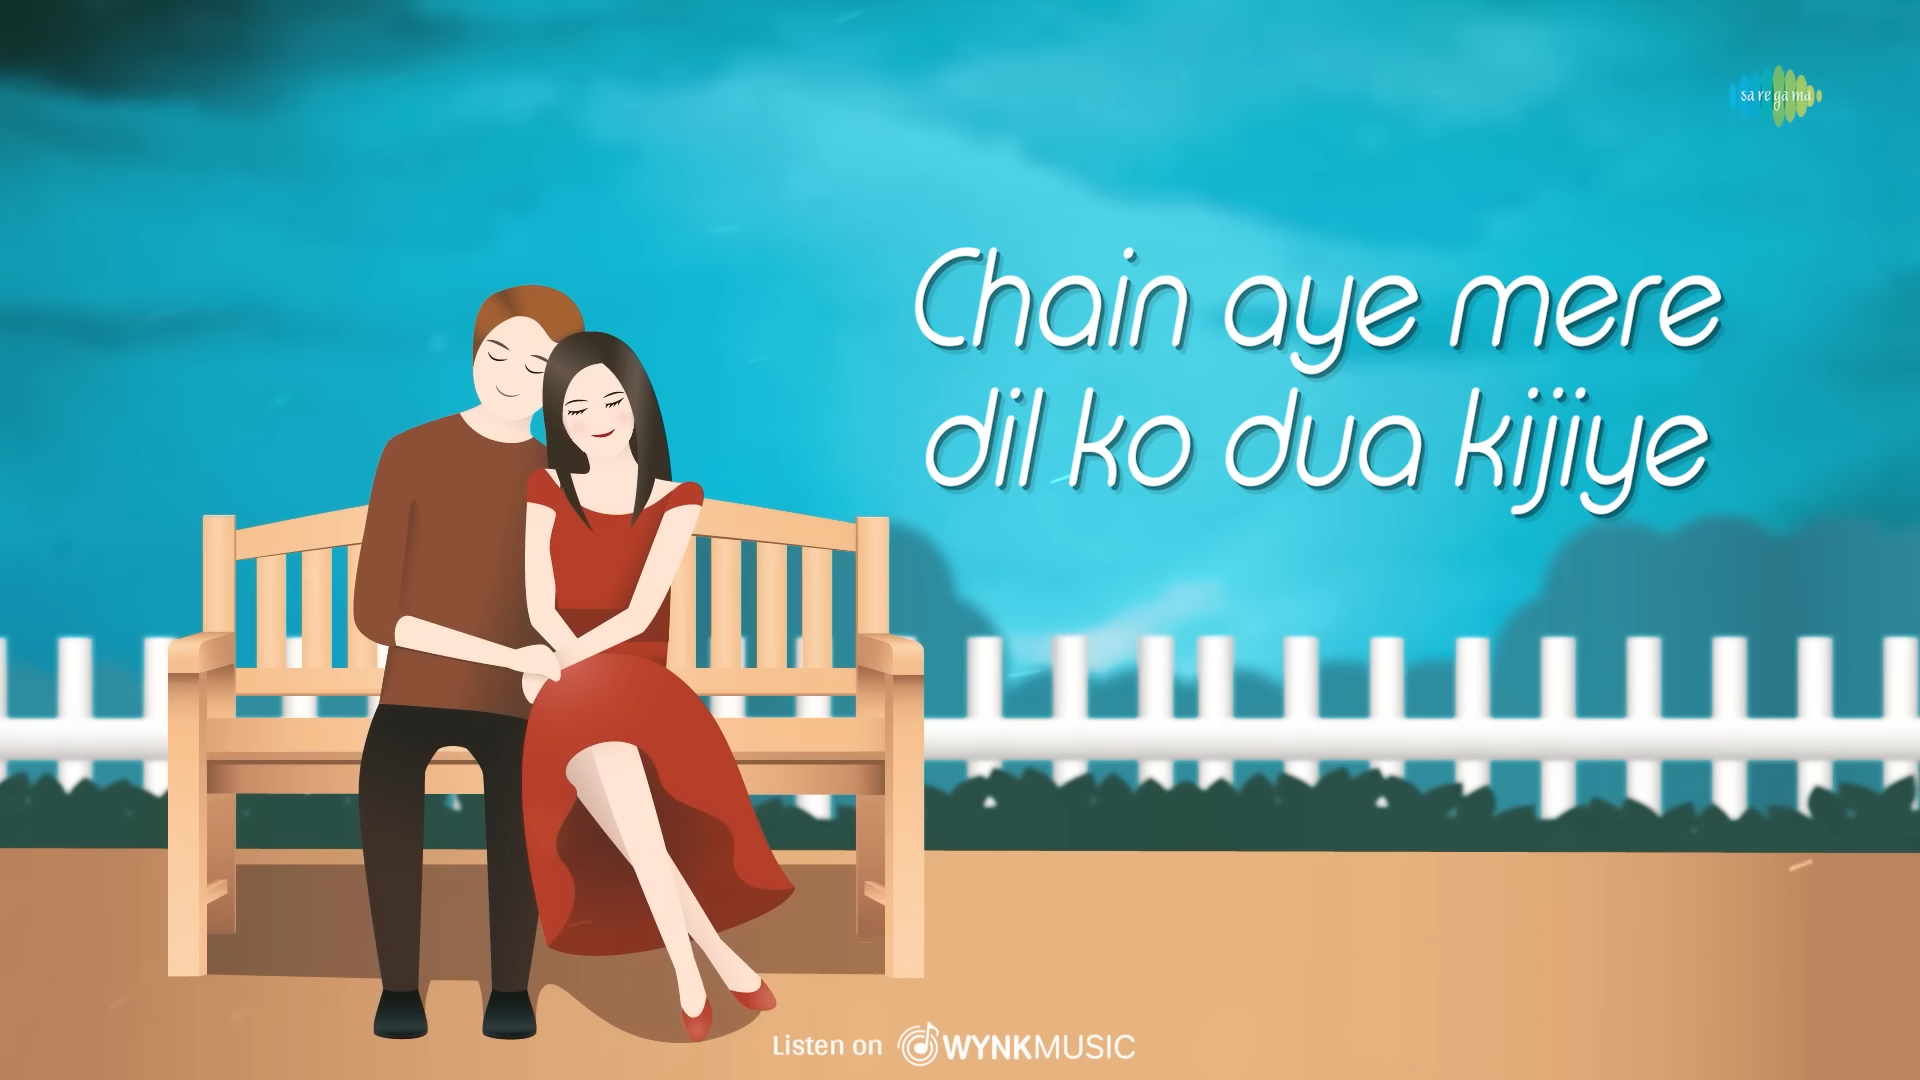 sa re ga ma
Chain aye mere
dil ko dua kijiye
Listen on WYNKMUSIC